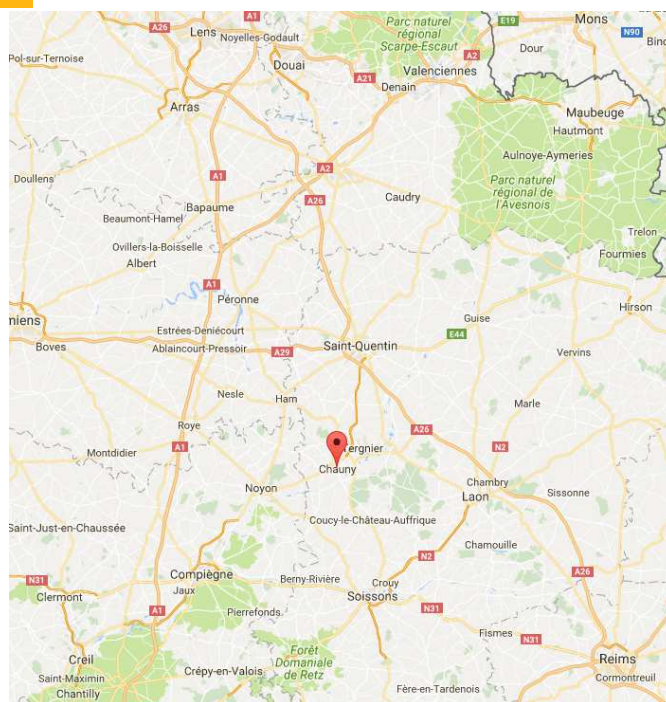 A1
E19
Mons
A26
Parc naturel
régional
Scarpe-Escaut
N90
Lens
Noyelles-Godault
A2
Dour
Pol-sur-Ternoise
Douai
Valenciennes
A21
Denain
Arras
Maubeuge
Hautmont
Aulnoye-Aymeries
A2
Doullens
A1
Parc naturel
régional de
l'Avesnois
Caudry
A26
Bapaume
Beaumont-Hamel
Trelon
Ovillers-la-Boisselle
Albert
Fourmies
A1
Péronne
Hirson
miens
Guise
Estrées-Deniécourt
E44
Boves
Ablaincourt-Pressoir
A29
Saint-Quentin
Vervins
Nesle
Ham
Marle
Roye
A26
A1
N2
Montdidier
Tergnier
Chauny
Chambry
Noyon
Laon
Sissonne
Saint-Just-en-Chaussée
Coucy-le-Château-Auffrique
Chamouille
N2
A26
Compiègne
Berny-Rivière
Crouy
N31
Jaux
Clermont
Soissons
A1
Pierrefonds
N31
Fismes
N31
Creil
Forêt
Domaniale
de Retz
Reims
Saint-Maximin
Crépy-en-Valois
Cormontreuil
Chantilly
Fère-en-Tardenois